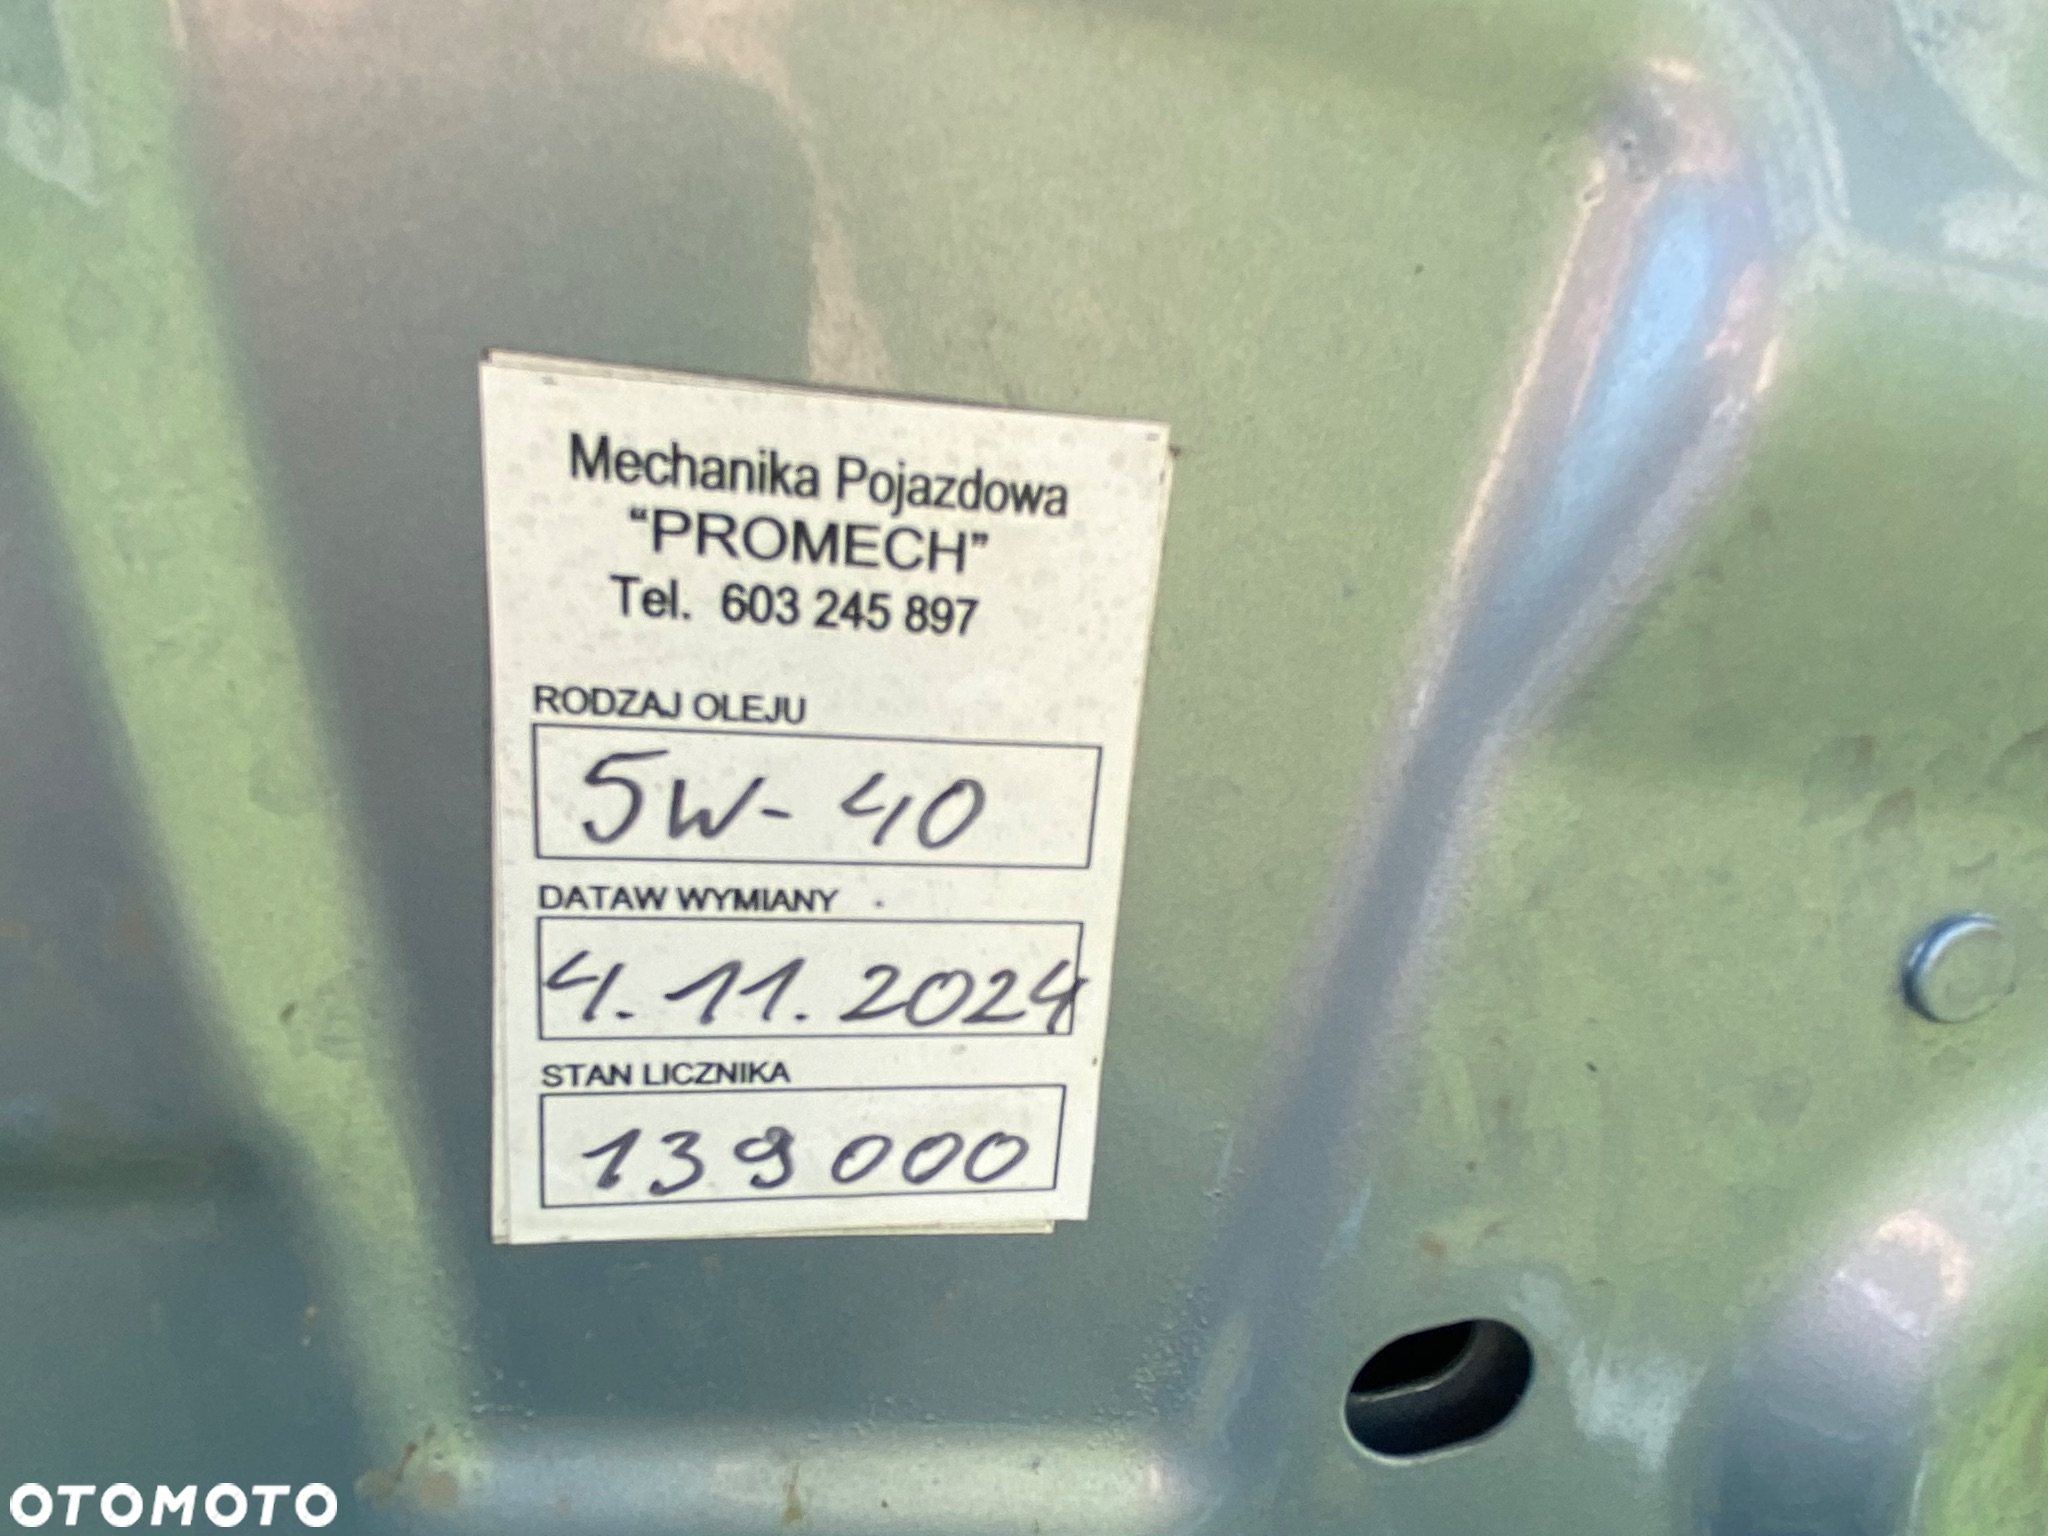 Mechanika Pojazdowa
“PROMECH”
Tel. 603 245 897
RODZAJ OLEJU
5W-40
DATAW WYMIANY
4.11.2024
STAN LICZNIKA
139000
OTOMOTO